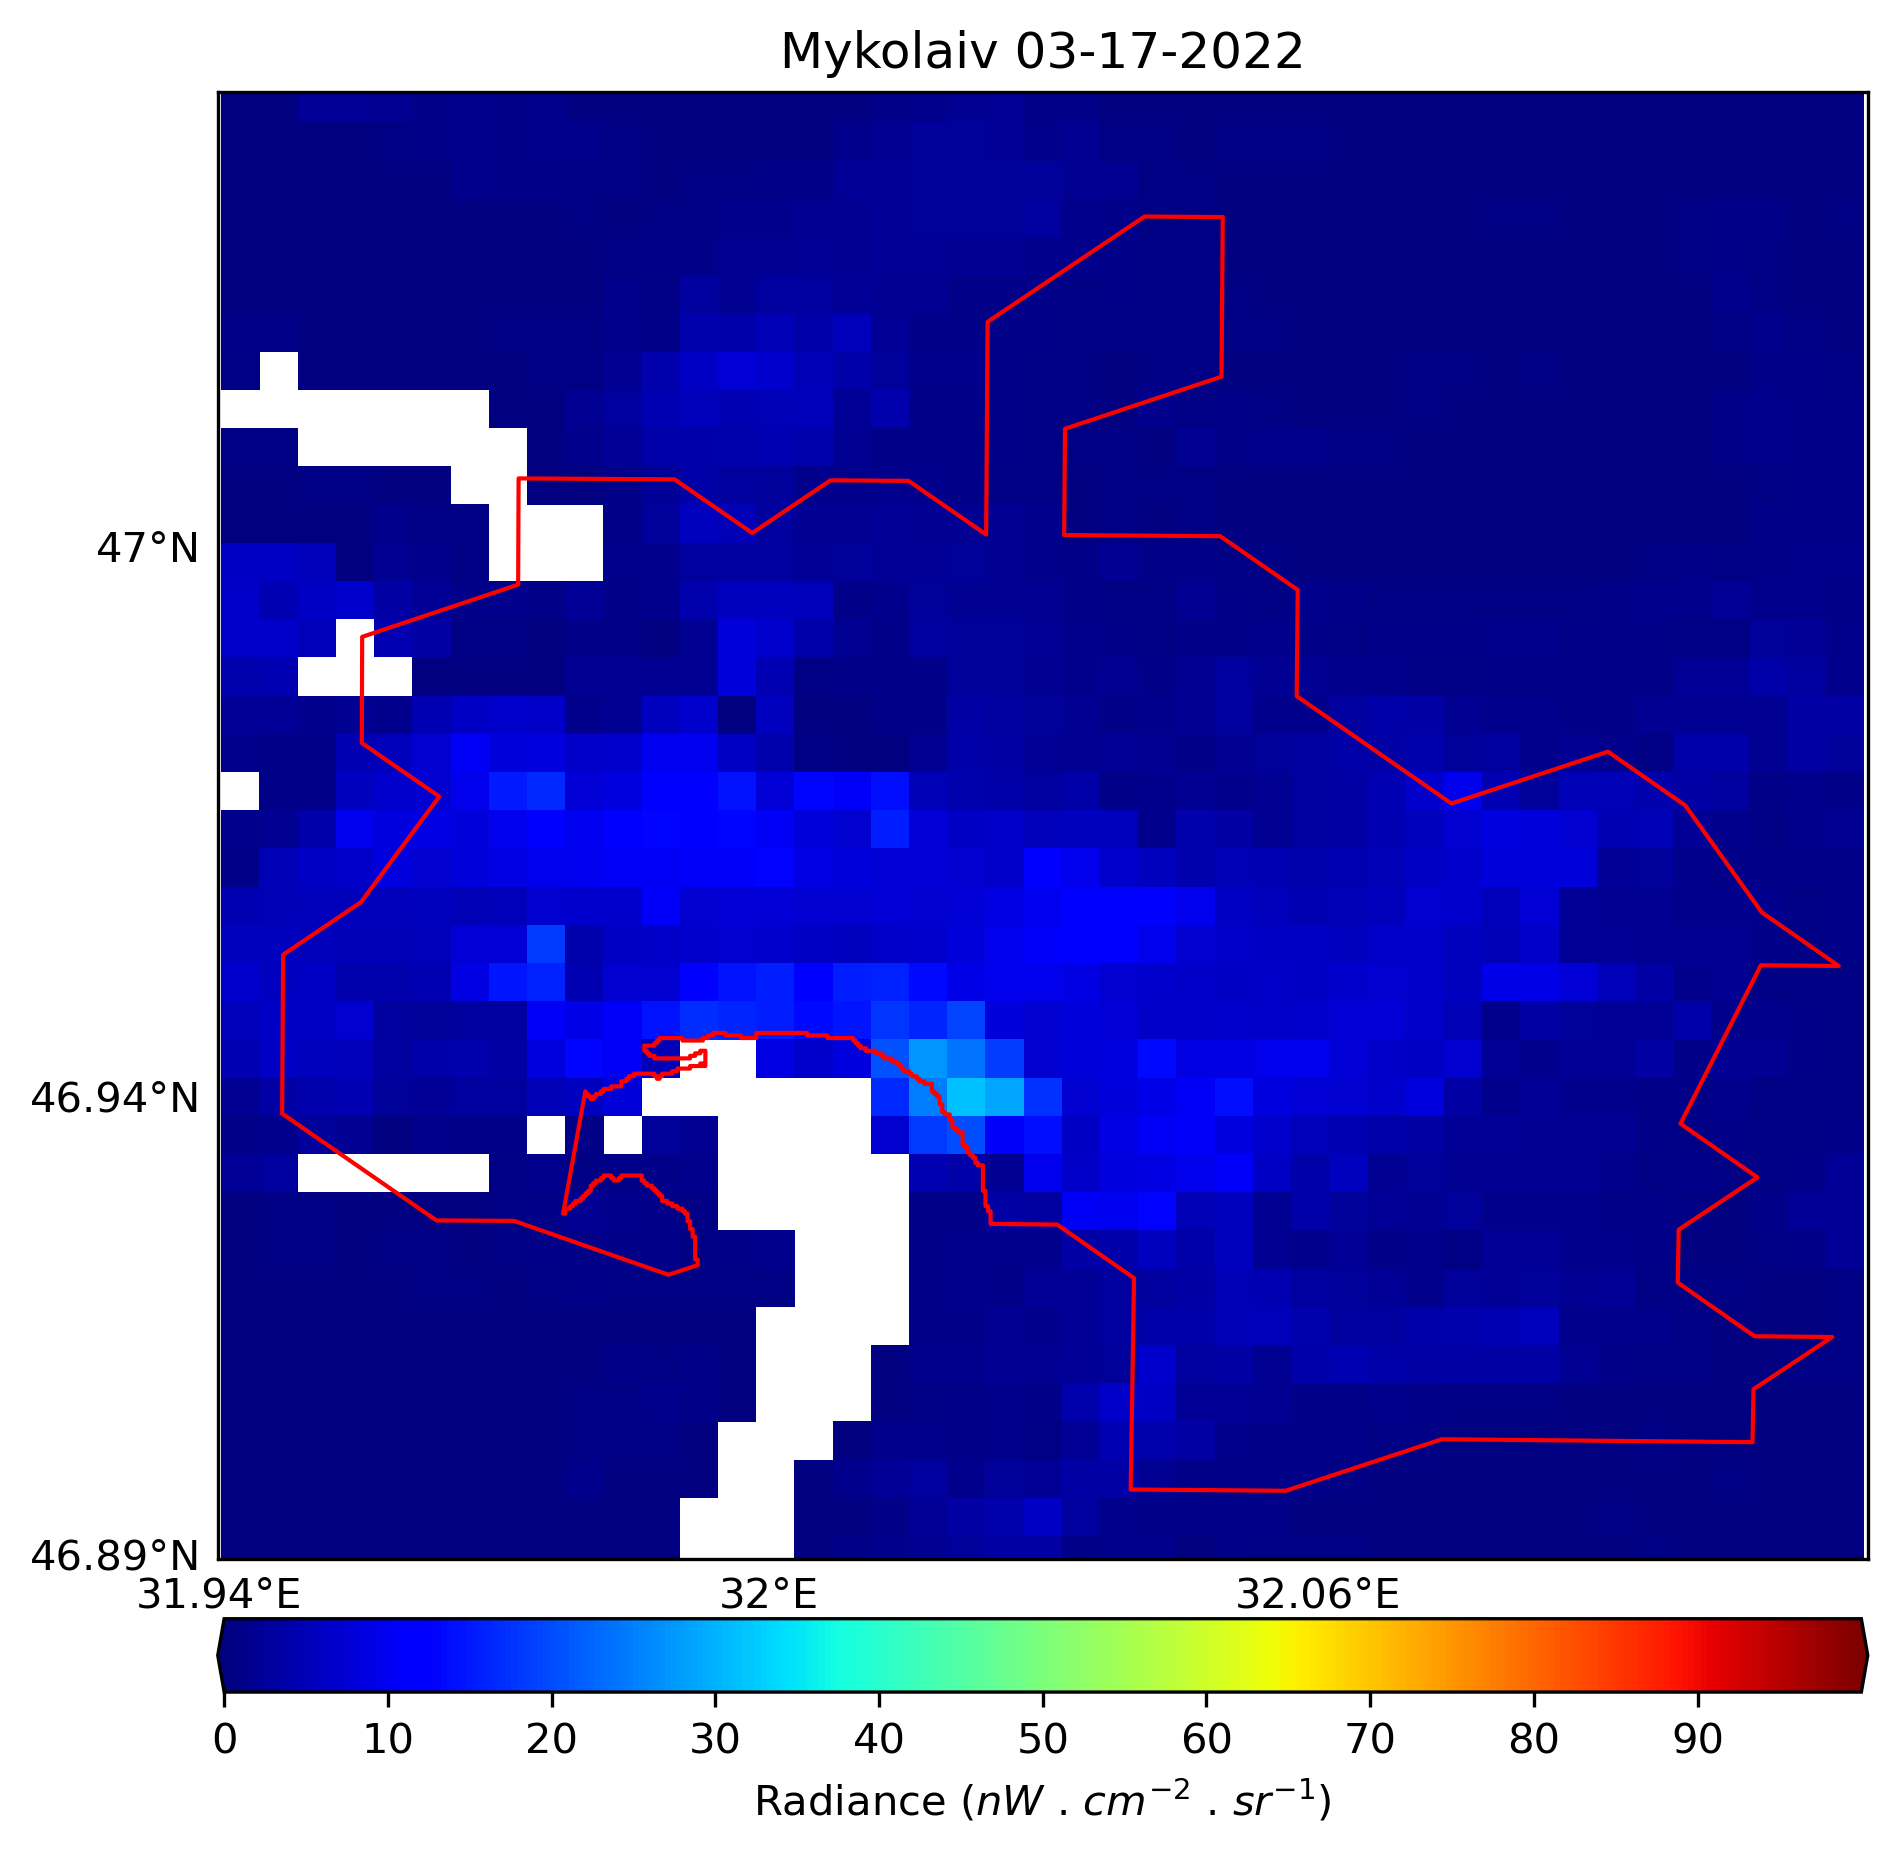 Mykolaiv 03-17-2022
47°N
46.94°N
46.89°N
31.94°E 32°E 32.06°E
0 10 20 30 40 50 60 70 80 90
Radiance (nW . cm⁻² . sr⁻¹)